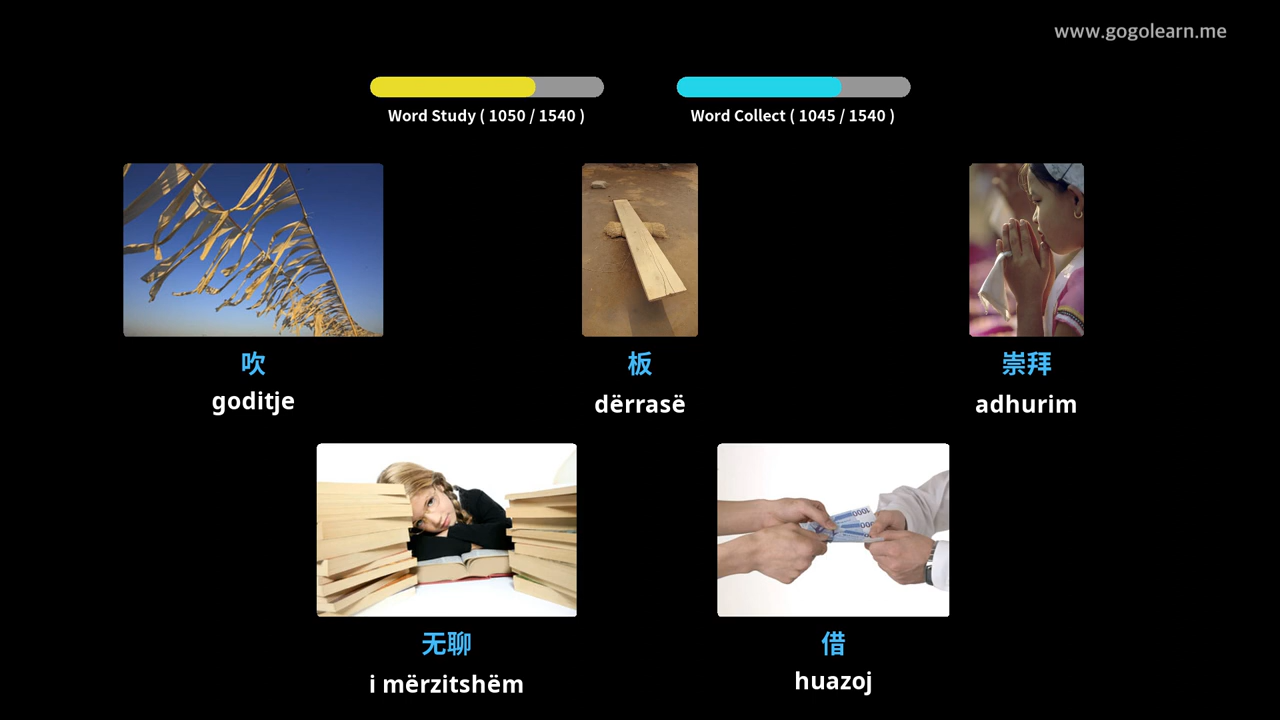 www.gogolearn.me
Word Study ( 1050 / 1540 )
Word Collect ( 1045 / 1540 )
吹
goditje
板
dërrasë
崇拜
adhurim
无聊
i mërzitshëm
借
huazoj